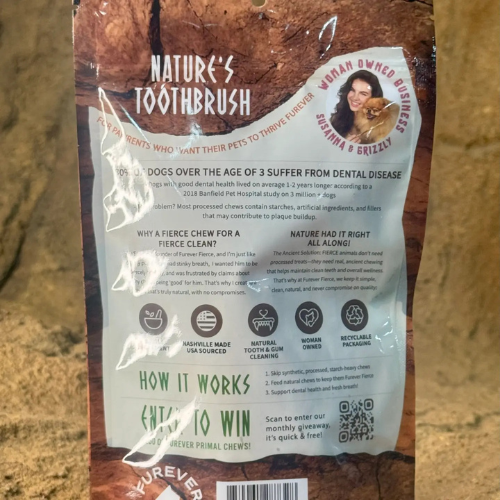 NATURE'S
TOOTHBRUSH
FOR PAW PARENTS WHO WANT THEIR PETS TO THRIVE FUREVER
WOMAN OWNED BUSINESS
SUSANNA & GRIZZLY
OF DOGS OVER THE AGE OF 3 SUFFER FROM DENTAL DISEASE
dogs with good dental health lived on average 1-2 years longer according to a
2018 Banfield Pet Hospital study on 3 million dogs
problem? Most processed chews contain starches, artificial ingredients, and fillers
that may contribute to plaque buildup.
WHY A FIERCE CHEW FOR A
FIERCE CLEAN?
of Furever Fierce, and I'm just like
stinky breath, I wanted him to be
and was frustrated by claims about
'good' for him. That's why I
truly natural, with no compromises.
NATURE HAD IT RIGHT
ALL ALONG!
The Ancient Solution: FIERCE animals don't need
processed treats—they need real, ancient chewing
that helps maintain clean teeth and overall wellness.
That's why at Furever Fierce, we keep it simple,
clean, natural, and never compromise on quality.
NASHVILLE MADE
USA SOURCED
NATURAL
TOOTH & GUM
CLEANING
WOMAN
OWNED
RECYCLABLE
PACKAGING
HOW IT WORKS
1. Skip synthetic, processed, starch-heavy chews
2. Feed natural chews to keep them Furever Fierce
3. Support dental health and fresh breath!
ENTER TO WIN
FUREVER PRIMAL CHEWS!
Scan to enter our
monthly giveaway,
it's quick & free!
FUREVER